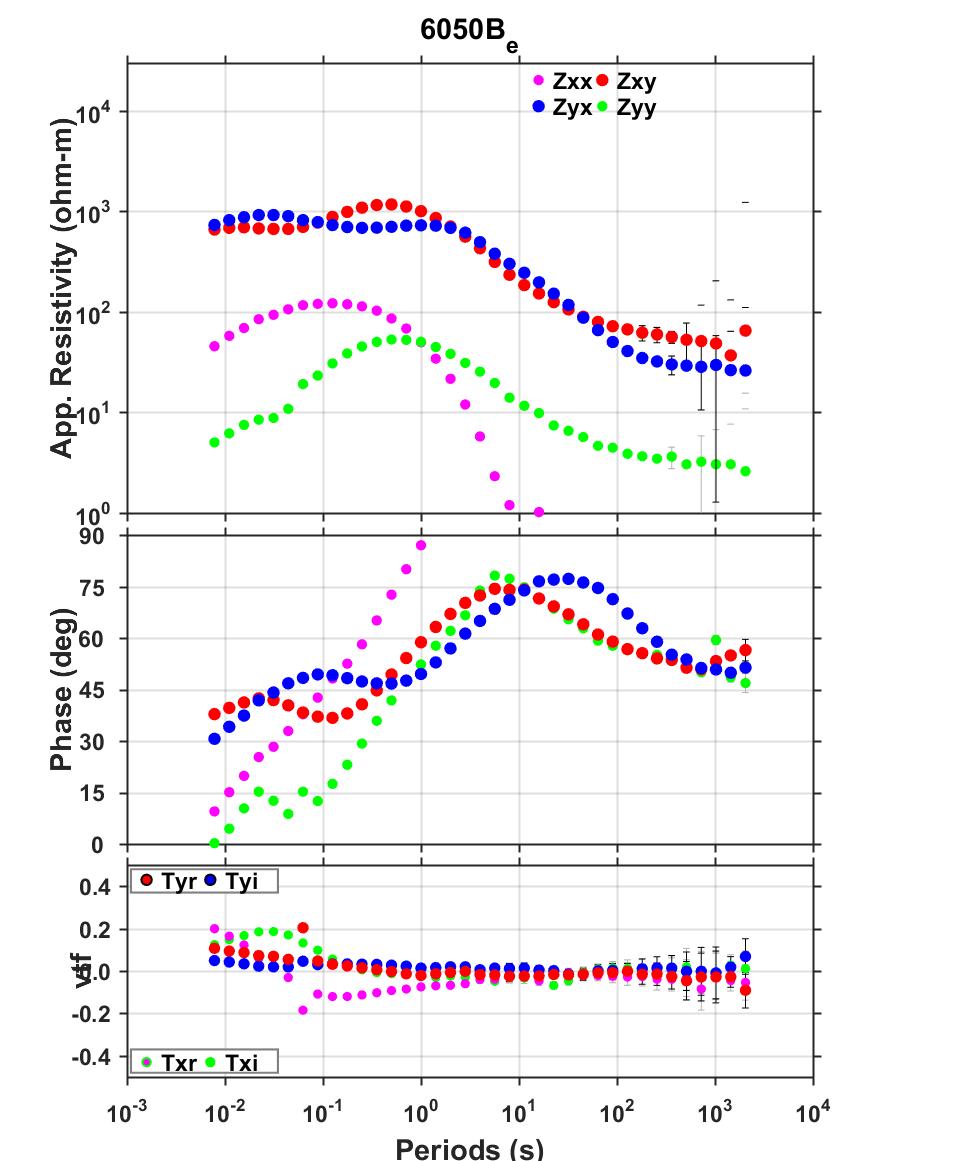 6050Be
Zxx Zxy
Zyx Zyy
10^4
10^3
10^2
10^1
10^0
App. Resistivity (ohm-m)
90
75
60
45
30
15
0
Phase (deg)
Tyr Tyi
0.4
0.2
0.0
-0.2
-0.4
vtf
Txr Txi
10^-3 10^-2 10^-1 10^0 10^1 10^2 10^3 10^4
Periods (s)